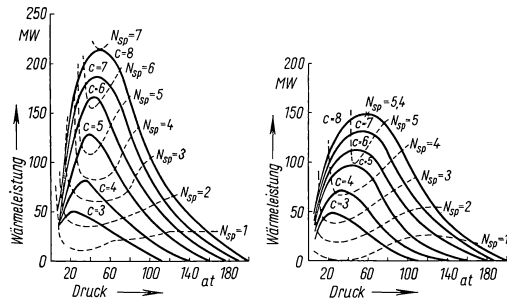 250
MW
200
150
100
50
0
Wärmeleistung
N_sp=7
c=8
c=7
N_sp=6
c=6
N_sp=5
c=5
N_sp=4
N_sp=3
c=4
N_sp=2
c=3
N_sp=1
20 60 100 140 at 200
Druck
250
MW
200
150
100
50
0
Wärmeleistung
c=8
N_sp=5,4
c=7
N_sp=5
c=6
N_sp=4
c=5
N_sp=3
c=4
N_sp=2
c=3
N_sp=1
20 60 100 140 at 200
Druck